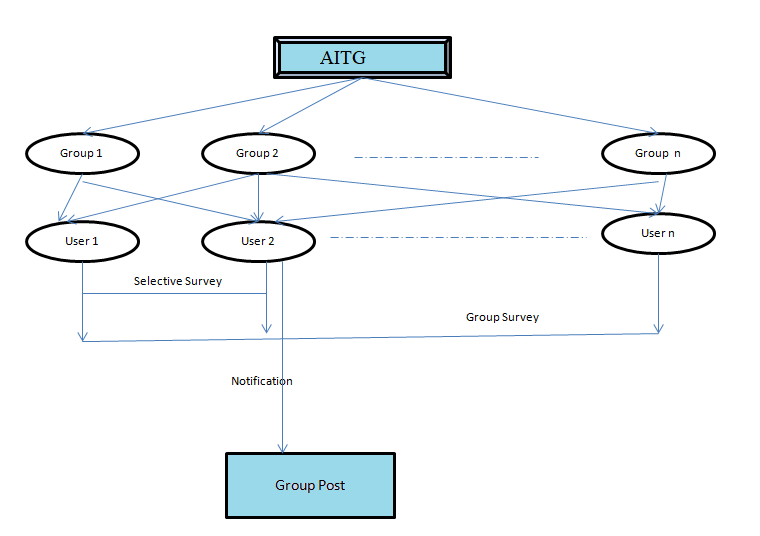 AITG
Group 1
Group 2
Group n
User 1
User 2
User n
Selective Survey
Group Survey
Notification
Group Post